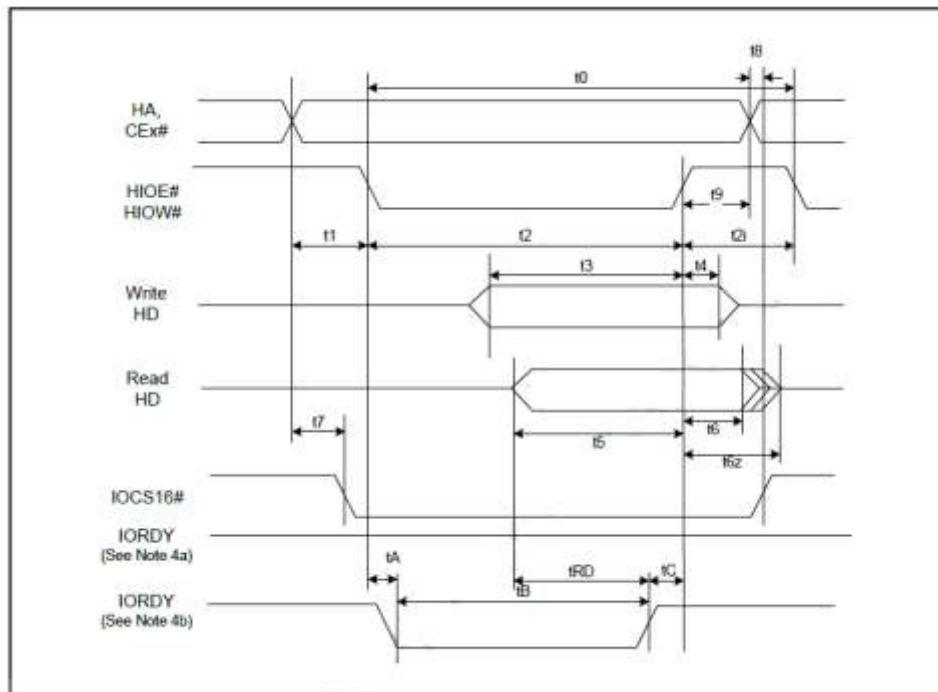 t8
t0
HA,
CEx#
HIOE#
HIOW#
t9
t1
t2
t2i
t3
t4
Write
HD
Read
HD
t7
t5
t6
t6z
IOCS16#
IORDY
(See Note 4a)
tA
tRD
tC
tB
IORDY
(See Note 4b)